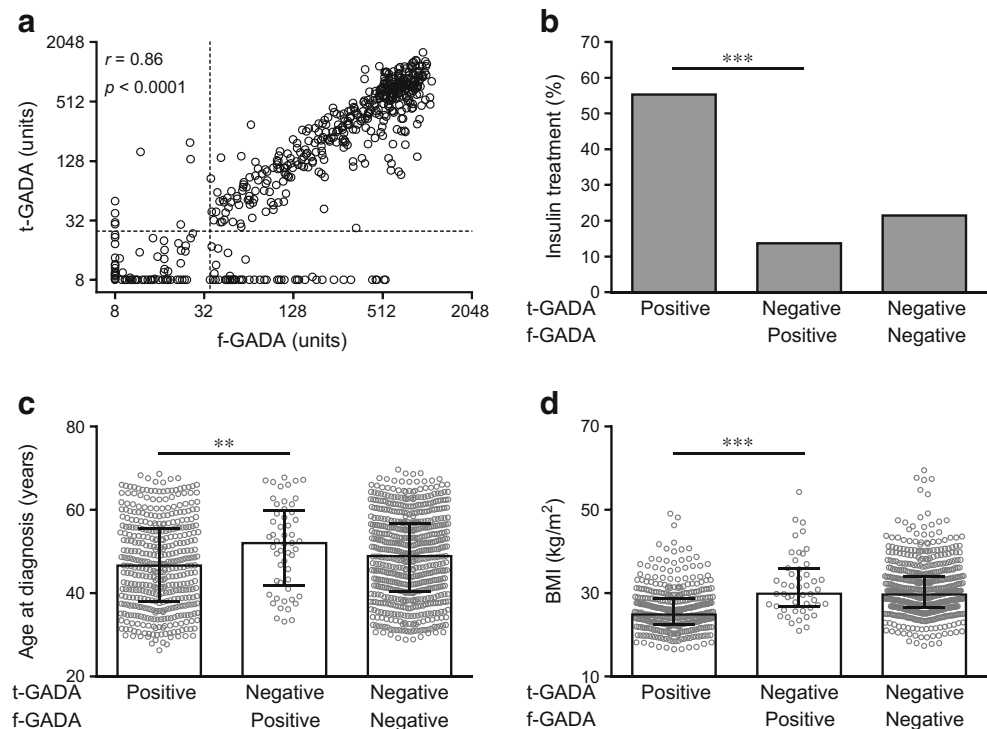 a
t-GADA (units)
2048
512
128
32
8
r = 0.86
p < 0.0001
8 32 128 512 2048
f-GADA (units)
b
Insulin treatment (%)
70
60
50
40
30
20
10
0
***
t-GADA Positive Negative Negative
f-GADA Positive Negative
c
Age at diagnosis (years)
80
60
40
20
**
t-GADA Positive Negative Negative
f-GADA Positive Negative
d
BMI (kg/m²)
70
50
30
10
***
t-GADA Positive Negative Negative
f-GADA Positive Negative